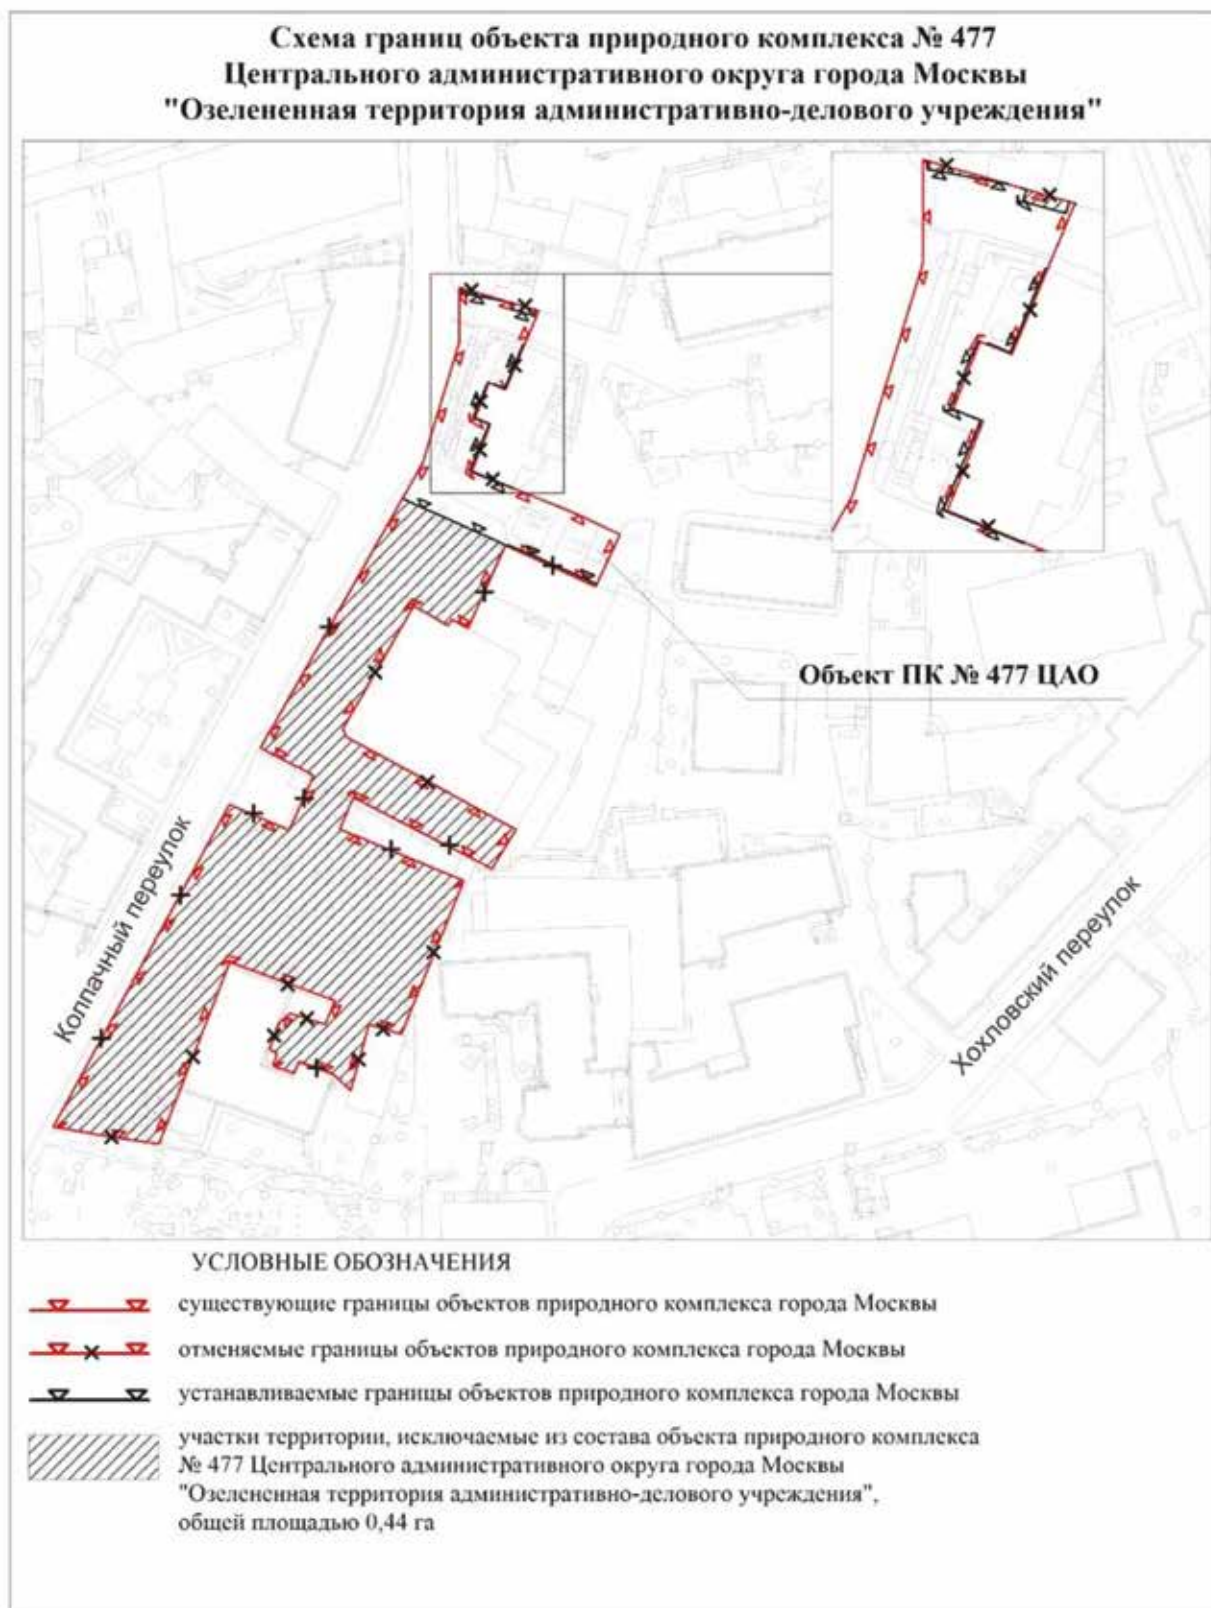 Схема границ объекта природного комплекса № 477
Центрального административного округа города Москвы
"Озелененная территория административно-делового учреждения"
Объект ПК № 477 ЦАО
Колпачный переулок
Хохловский переулок
УСЛОВНЫЕ ОБОЗНАЧЕНИЯ
существующие границы объектов природного комплекса города Москвы
отменяемые границы объектов природного комплекса города Москвы
устанавливаемые границы объектов природного комплекса города Москвы
участки территории, исключаемые из состава объекта природного комплекса
№ 477 Центрального административного округа города Москвы
"Озелененная территория административно-делового учреждения",
общей площадью 0,44 га